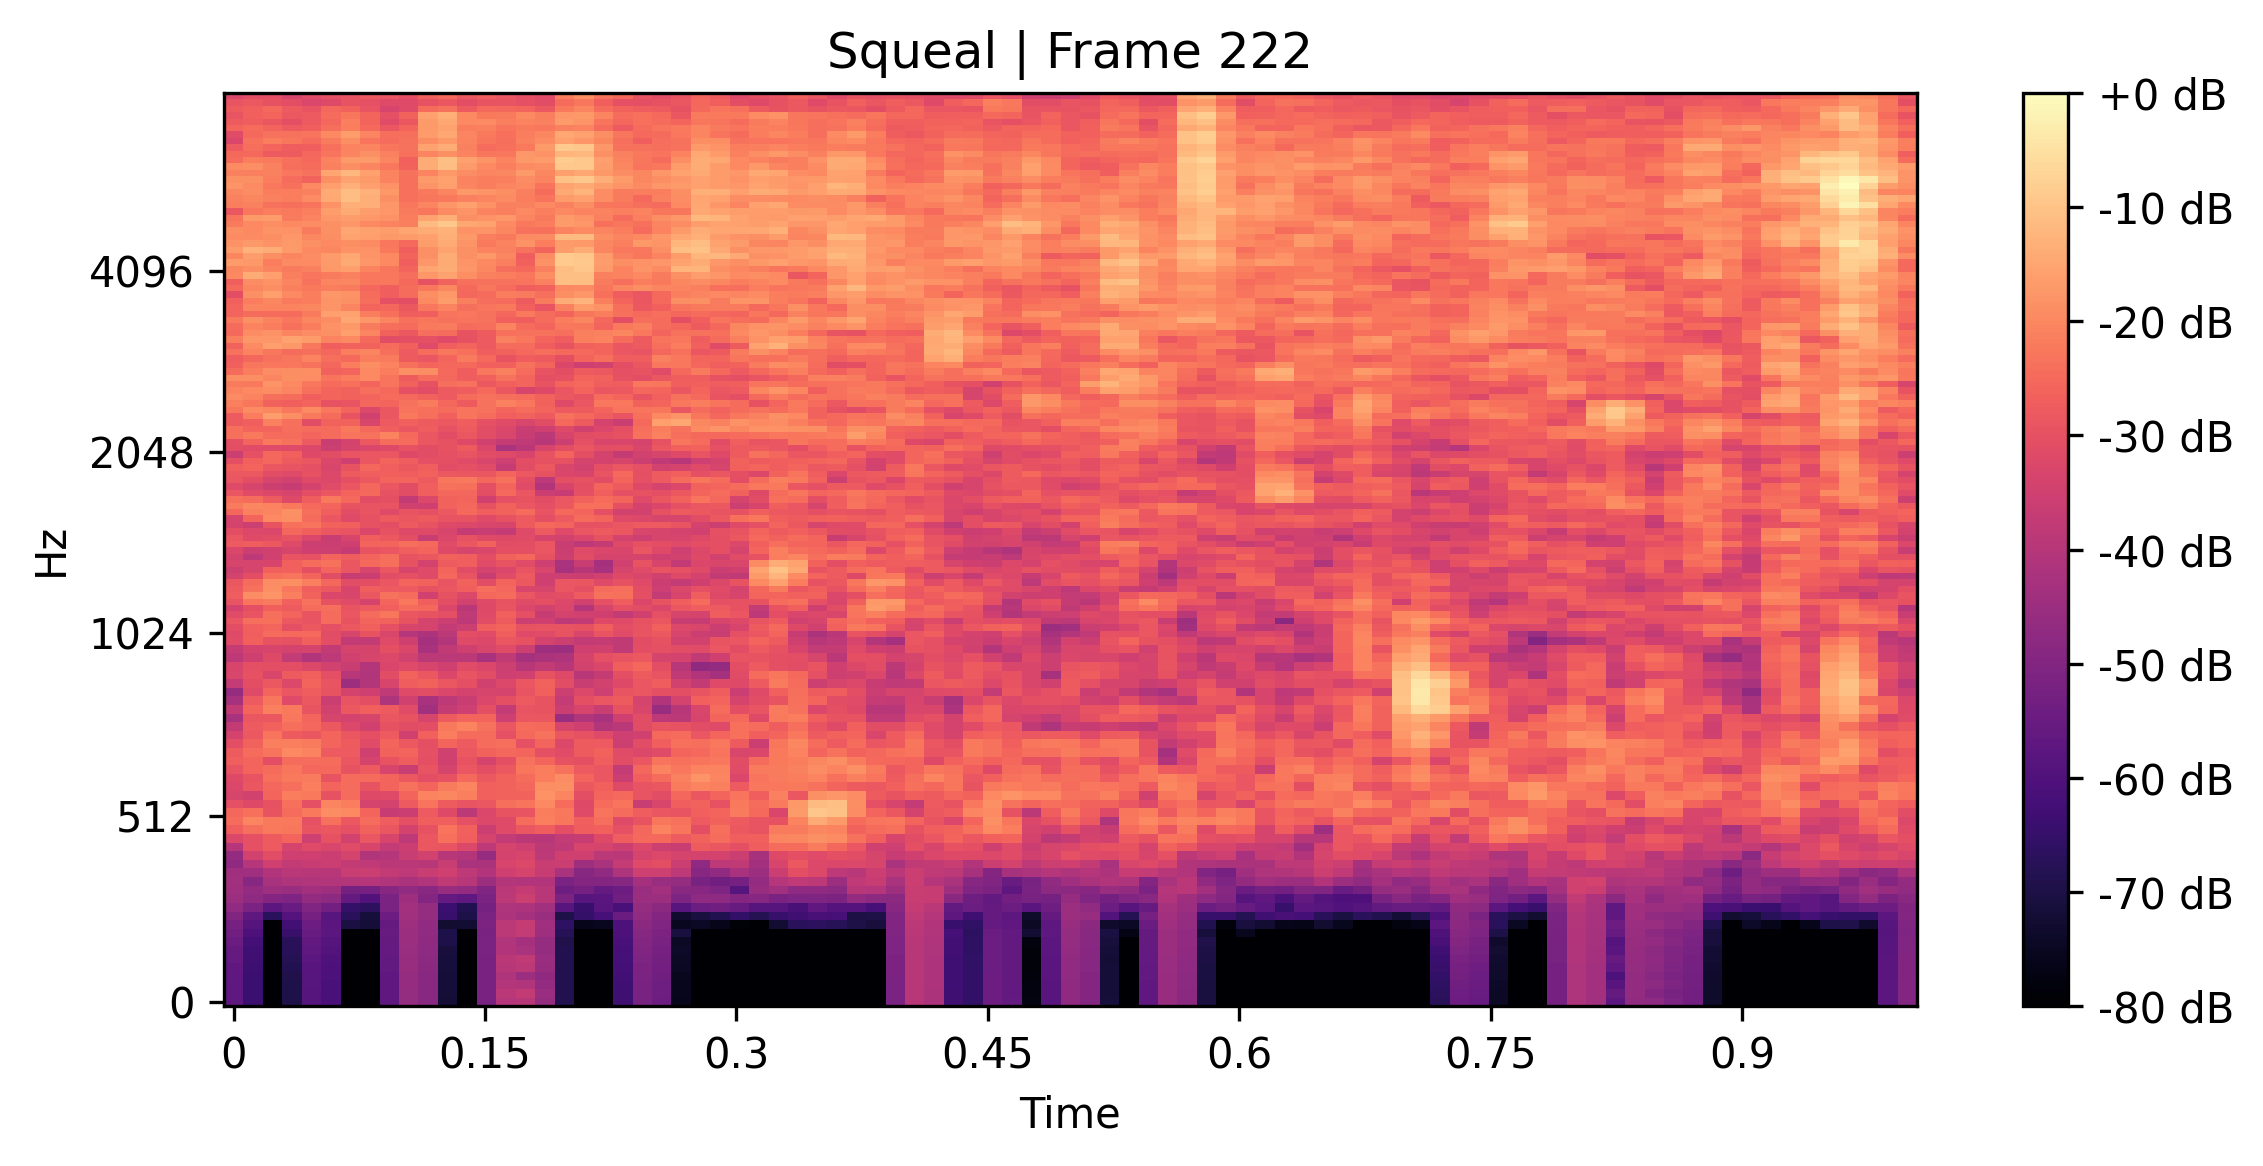 Squeal | Frame 222
+0 dB
-10 dB
-20 dB
-30 dB
-40 dB
-50 dB
-60 dB
-70 dB
-80 dB
Hz
4096
2048
1024
512
0
0 0.15 0.3 0.45 0.6 0.75 0.9
Time